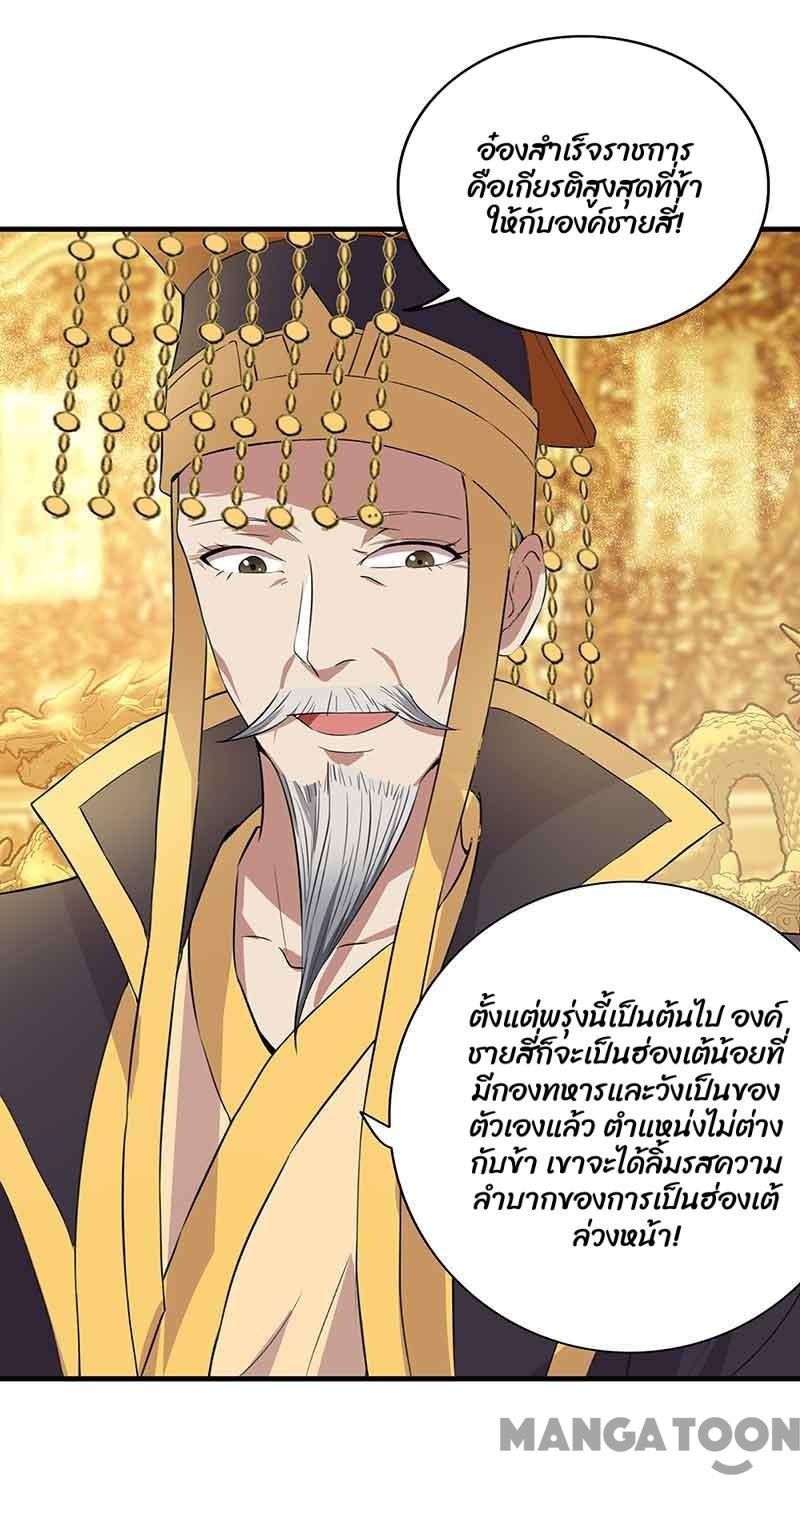 อ๋องสำเร็จราชการ
คือเกียรติสูงสุดที่ข้า
ให้กับองค์ชายสี่!
ตั้งแต่พรุ่งนี้เป็นต้นไป องค์
ชายสี่ก็จะเป็นฮ่องเต้น้อยที่
มีกองทหารและวังเป็นของ
ตัวเองแล้ว ตำแหน่งไม่ต่าง
กับข้า เขาจะได้ลิ้มรสความ
ลำบากของการเป็นฮ่องเต้
ล่วงหน้า!
MANGATOON